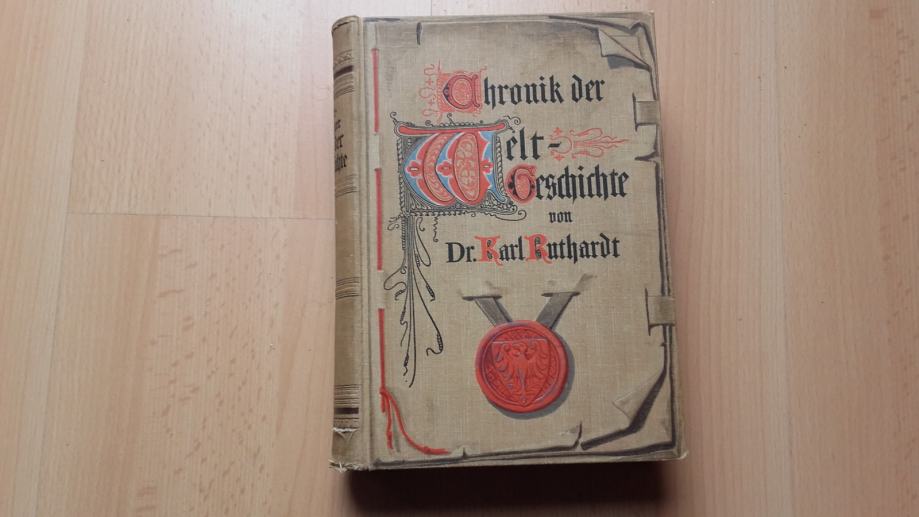 Chronik der
Welt-
Geschichte
von
Dr. Karl Ruthardt